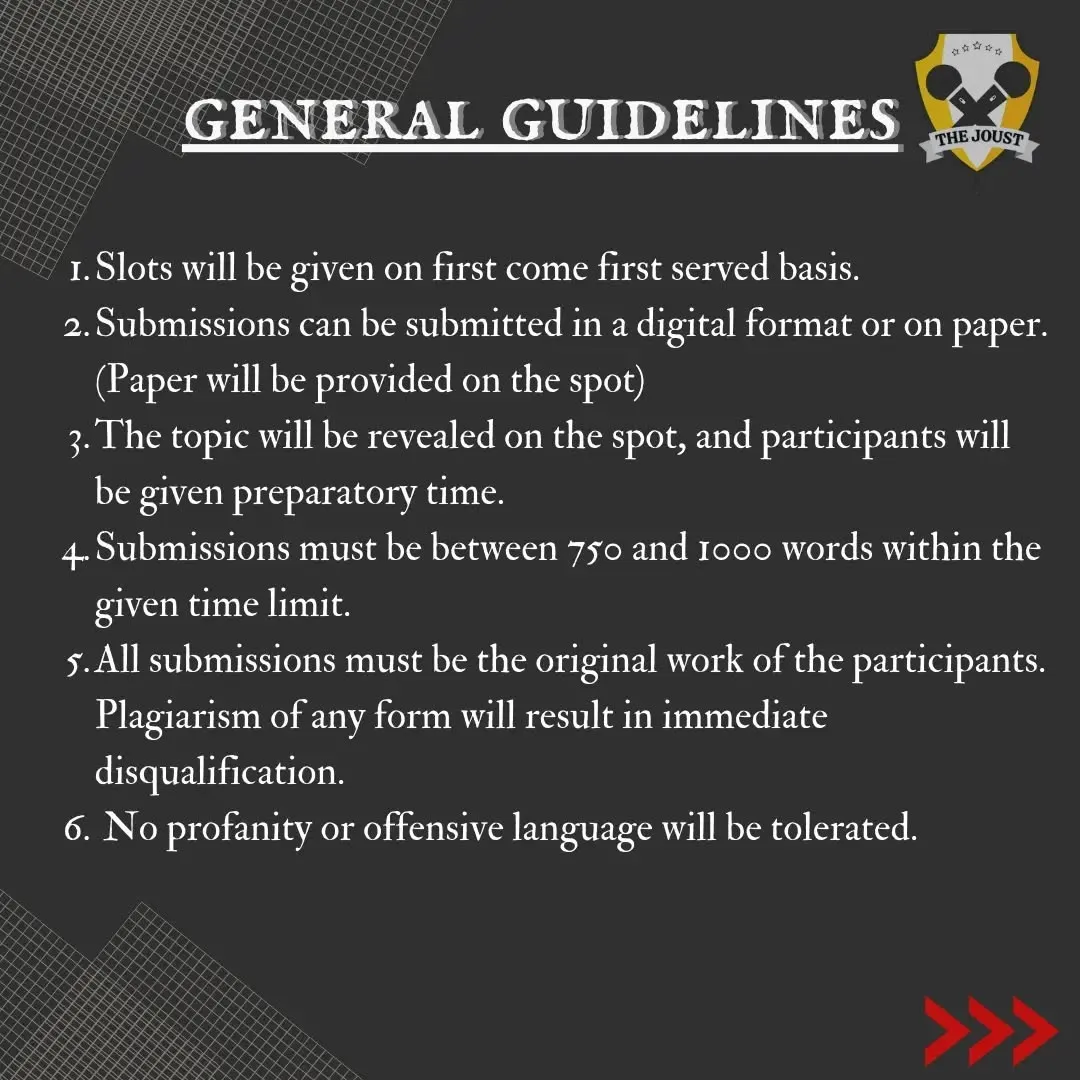 GENERAL GUIDELINES
THE JOUST
1. Slots will be given on first come first served basis.
2. Submissions can be submitted in a digital format or on paper.
(Paper will be provided on the spot)
3. The topic will be revealed on the spot, and participants will
be given preparatory time.
4. Submissions must be between 750 and 1000 words within the
given time limit.
5. All submissions must be the original work of the participants.
Plagiarism of any form will result in immediate
disqualification.
6. No profanity or offensive language will be tolerated.